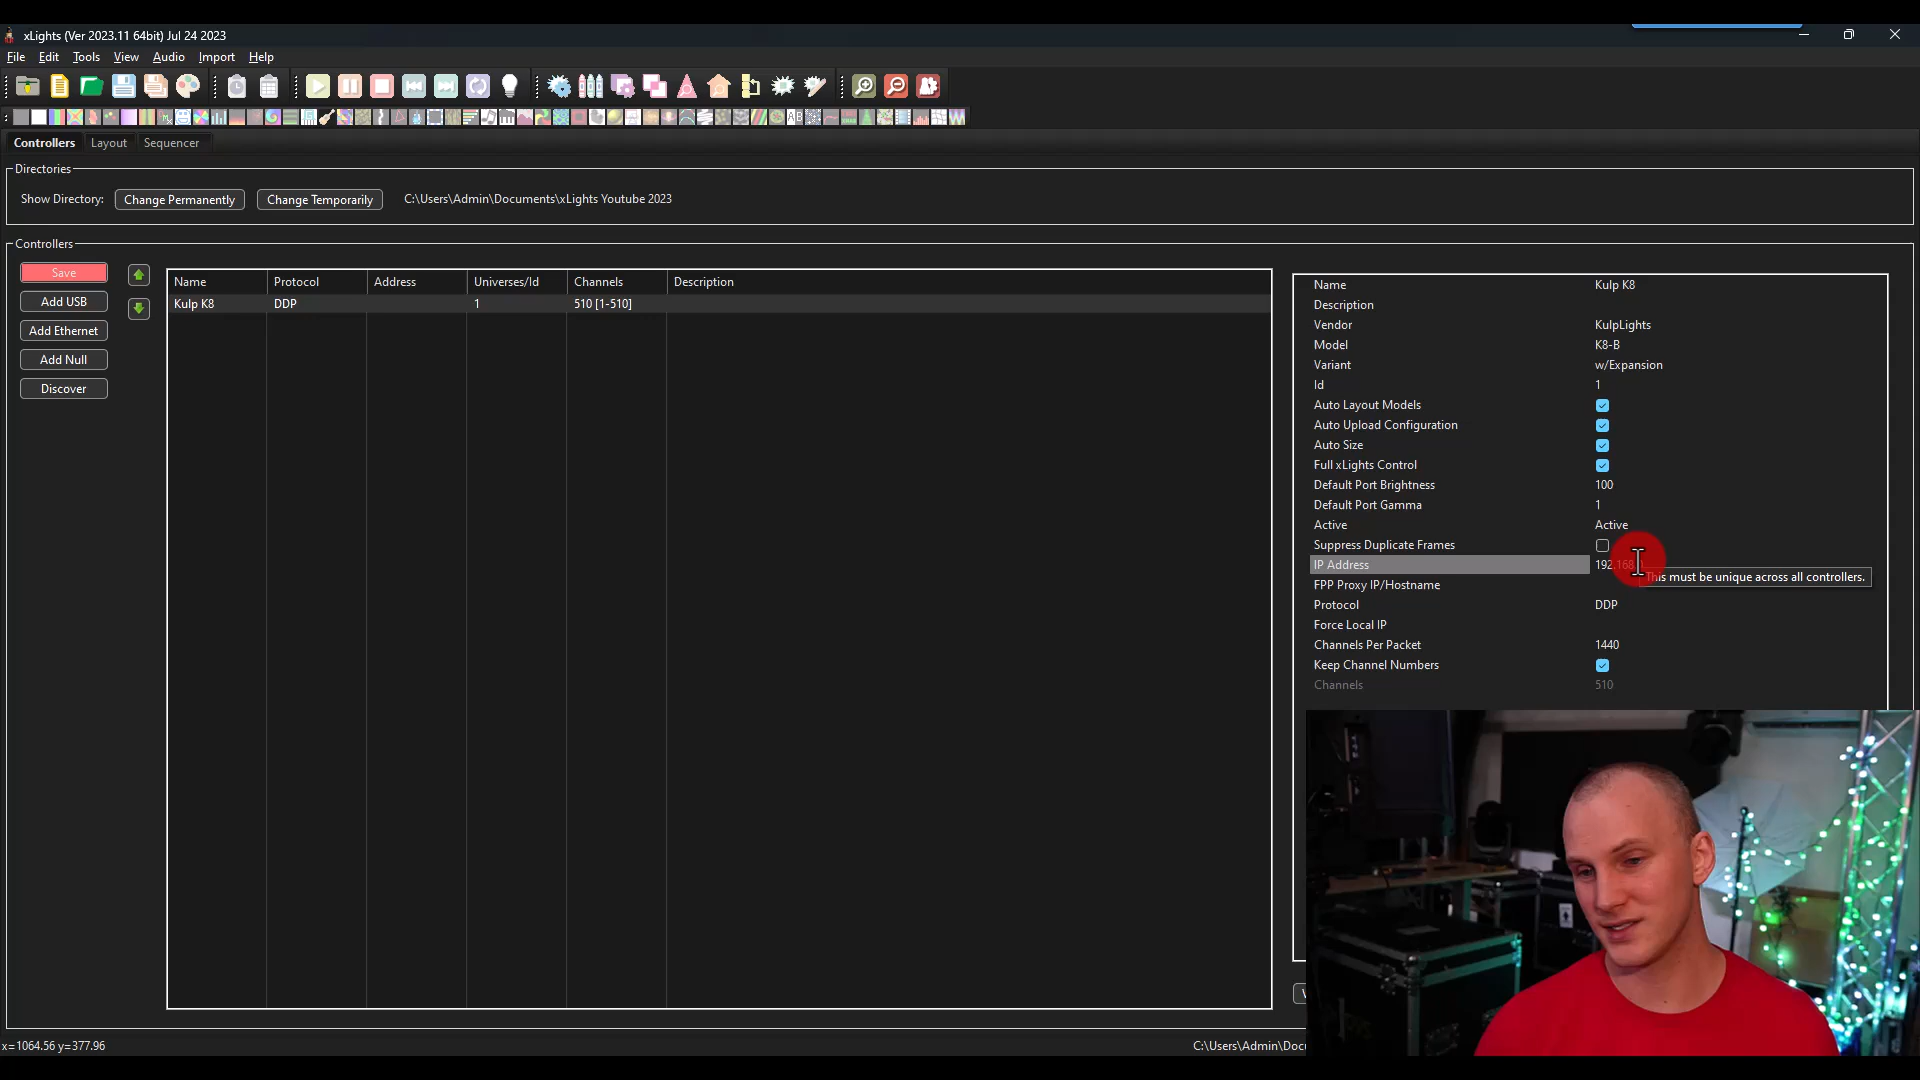 xLights (Ver 2023.11 64bit) Jul 24 2023
File Edit Tools View Audio Import Help
Controllers Layout Sequencer
Directories
Show Directory: Change Permanently Change Temporarily C:\Users\Admin\Documents\xLights Youtube 2023
Controllers
Save
Add USB
Add Ethernet
Add Null
Discover
Name Protocol Address Universes/Id Channels Description
Kulp K8 DDP 1 510 [1-510]
Name Kulp K8
Description
Vendor KulpLights
Model K8-B
Variant w/Expansion
Id 1
Auto Layout Models
Auto Upload Configuration
Auto Size
Full xLights Control
Default Port Brightness 100
Default Port Gamma 1
Active Active
Suppress Duplicate Frames
IP Address 192.168.
This must be unique across all controllers.
FPP Proxy IP/Hostname
Protocol DDP
Force Local IP
Channels Per Packet 1440
Keep Channel Numbers
Channels 510
x=1064.56 y=377.96
C:\Users\Admin\Docu